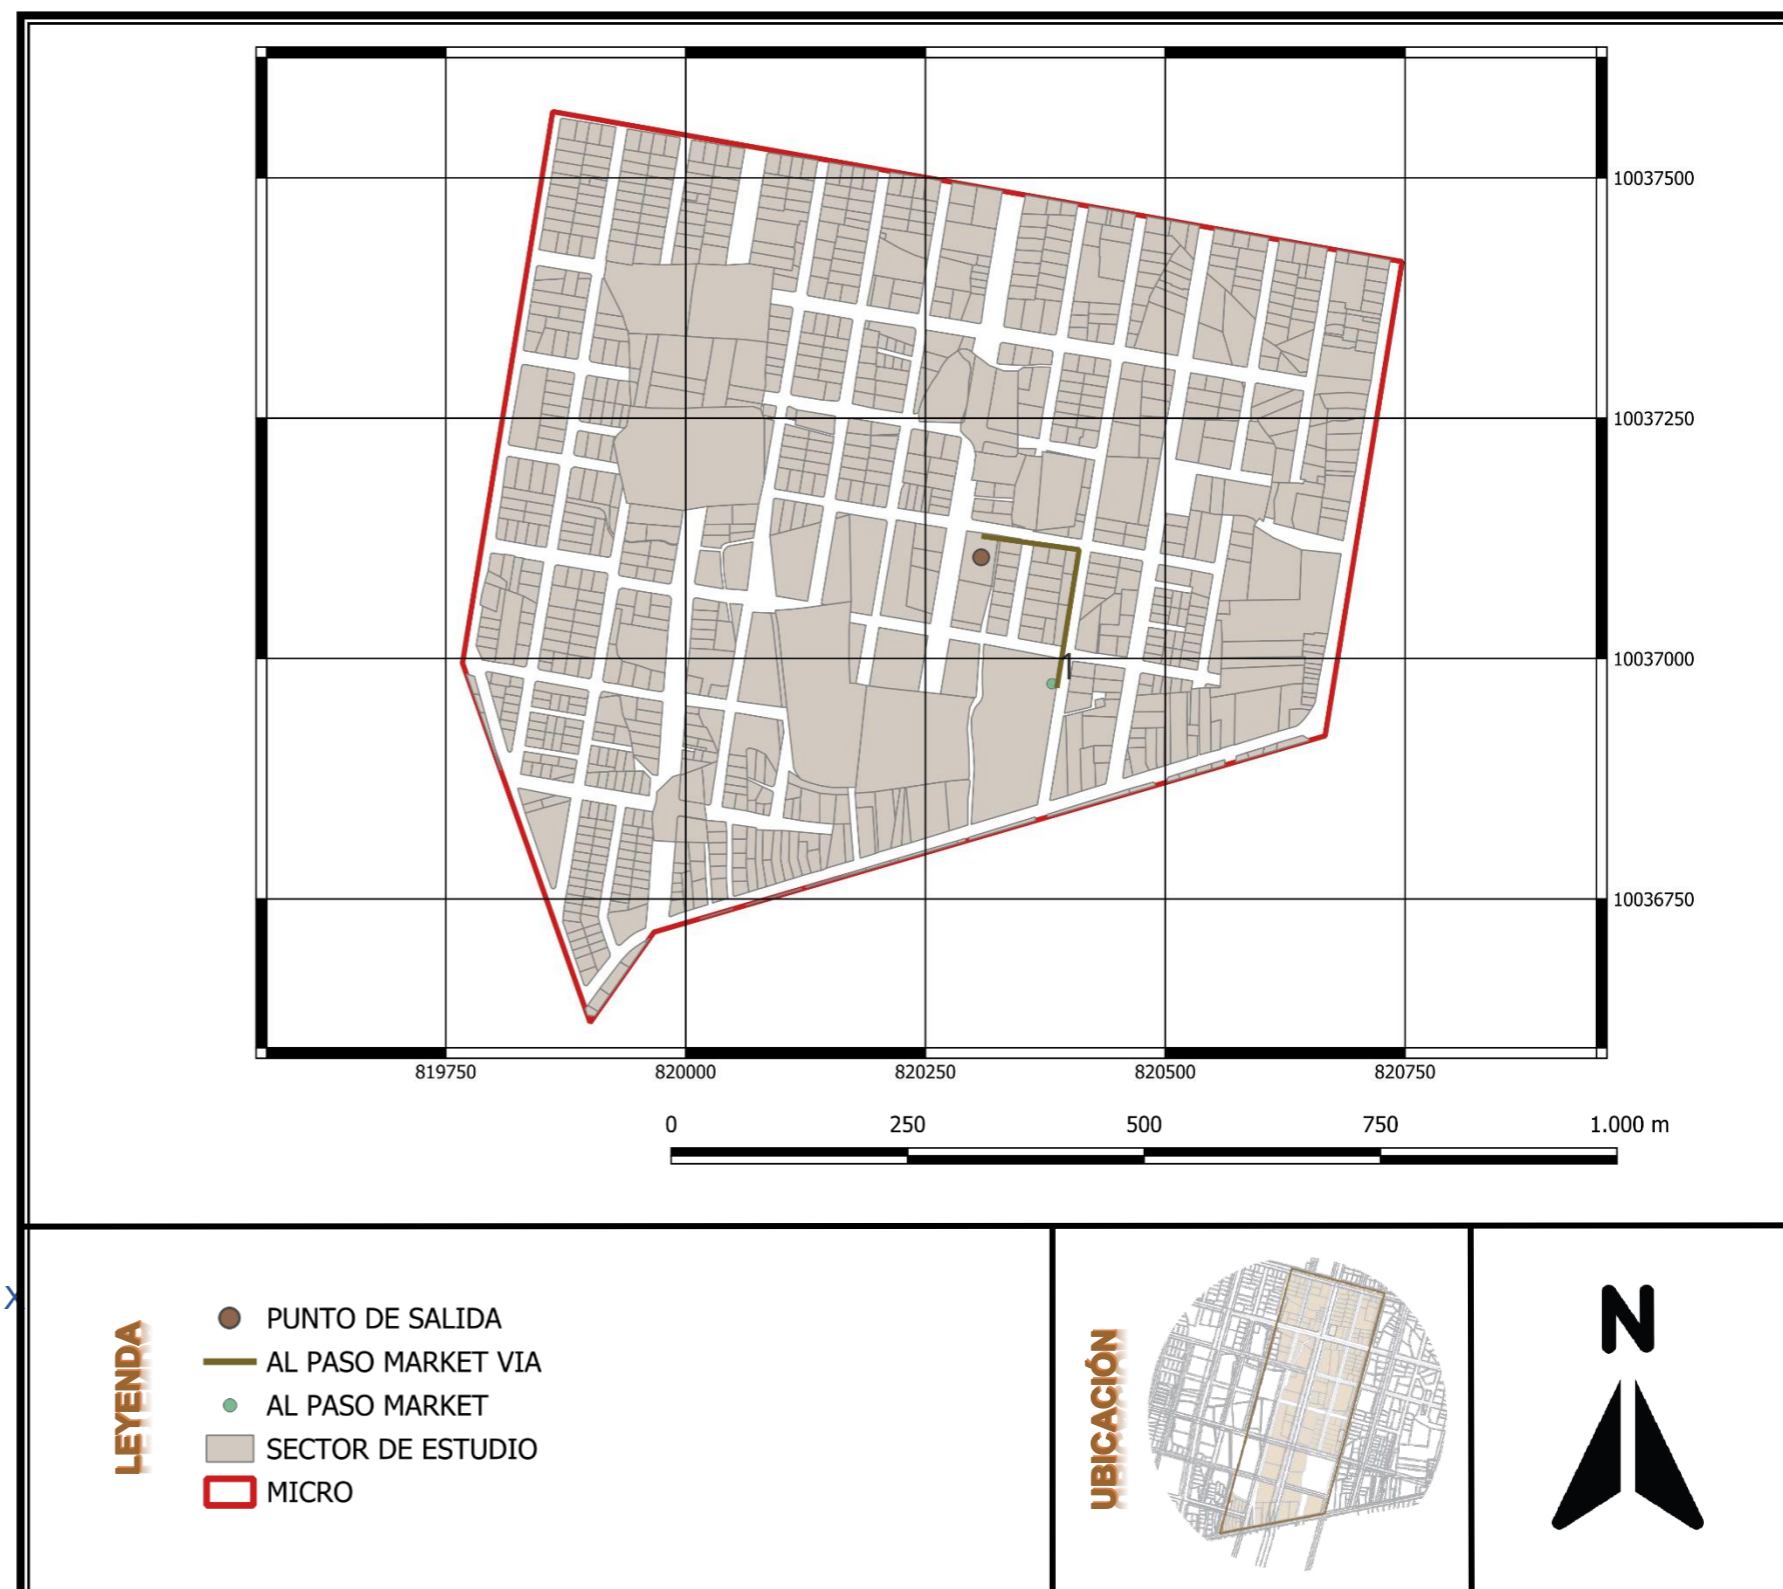 10037500
10037250
10037000
1
10036750
819750 820000 820250 820500 820750
0 250 500 750 1.000 m
X
LEYENDA
PUNTO DE SALIDA
AL PASO MARKET VIA
AL PASO MARKET
SECTOR DE ESTUDIO
MICRO
UBICACIÓN
N